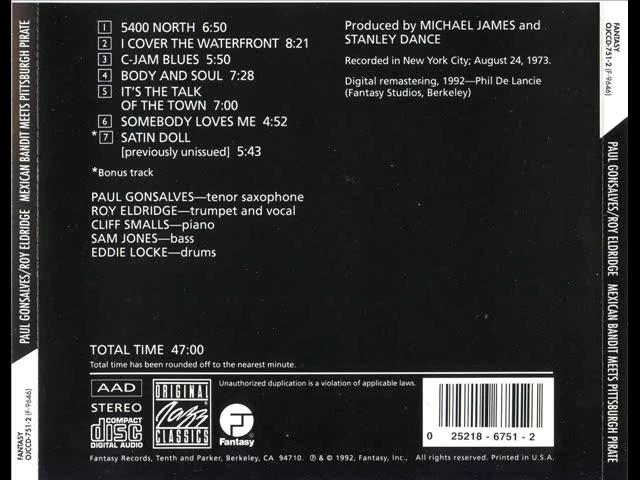 PAUL GONSALVES/ROY ELDRIDGE MEXICAN BANDIT MEETS PITTSBURGH PIRATE
FANTASY
OJCCD-751-2 (F-9646)
1 5400 NORTH 6:50
2 I COVER THE WATERFRONT 8:21
3 C-JAM BLUES 5:50
4 BODY AND SOUL 7:28
5 IT'S THE TALK
OF THE TOWN 7:00
6 SOMEBODY LOVES ME 4:52
*7 SATIN DOLL
[previously unissued] 5:43
*Bonus track
PAUL GONSALVES—tenor saxophone
ROY ELDRIDGE—trumpet and vocal
CLIFF SMALLS—piano
SAM JONES—bass
EDDIE LOCKE—drums
Produced by MICHAEL JAMES and
STANLEY DANCE
Recorded in New York City; August 24, 1973.
Digital remastering, 1992—Phil De Lancie
(Fantasy Studios, Berkeley)
TOTAL TIME 47:00
Total time has been rounded off to the nearest minute.
AAD
STEREO
COMPACT
disc
DIGITAL AUDIO
ORIGINAL
Jazz
CLASSICS
Fantasy
Unauthorized duplication is a violation of applicable laws.
0 25218-6751-2
Fantasy Records, Tenth and Parker, Berkeley, CA 94710. ℗ & © 1992, Fantasy, Inc., All rights reserved. Printed in U.S.A.
FANTASY
OJCCD-751-2 (F-9646)
PAUL GONSALVES/ROY ELDRIDGE MEXICAN BANDIT MEETS PITTSBURGH PIRATE